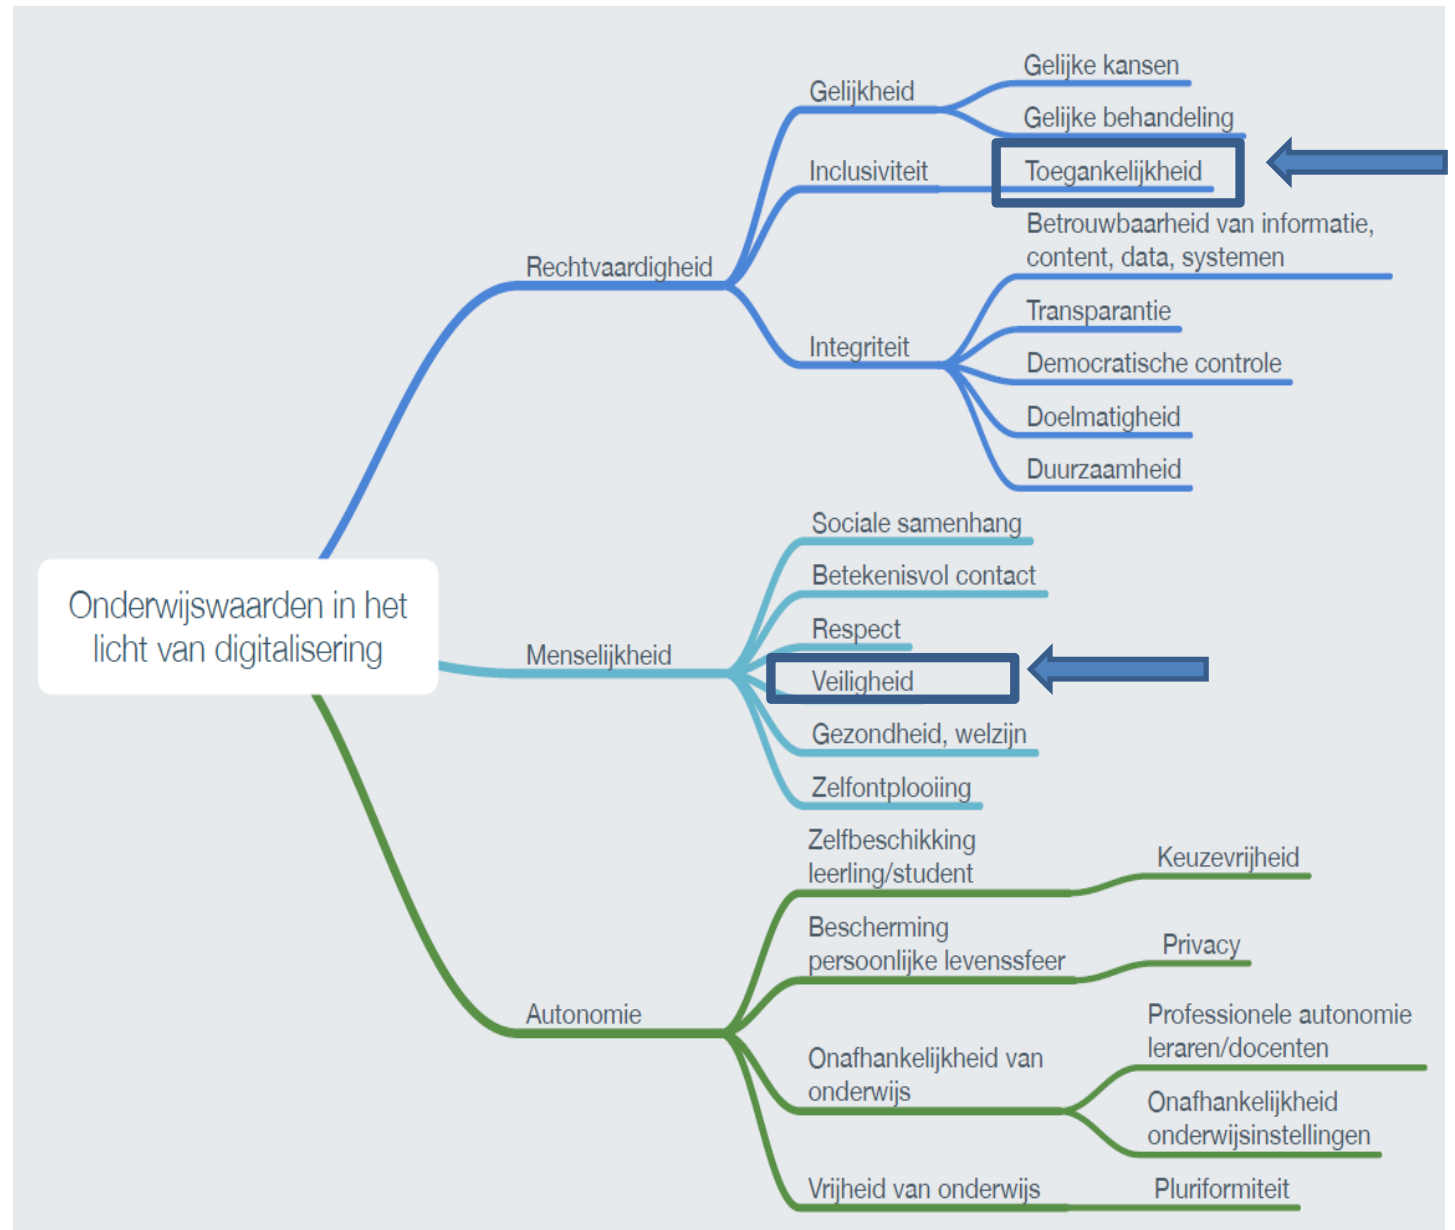 Onderwijswaarden in het
licht van digitalisering
Rechtvaardigheid
Gelijkheid
Gelijke kansen
Gelijke behandeling
Inclusiviteit
Toegankelijkheid
Integriteit
Betrouwbaarheid van informatie,
content, data, systemen
Transparantie
Democratische controle
Doelmatigheid
Duurzaamheid
Menselijkheid
Sociale samenhang
Betekenisvol contact
Respect
Veiligheid
Gezondheid, welzijn
Zelfontplooiing
Autonomie
Zelfbeschikking
leerling/student
Keuzevrijheid
Bescherming
persoonlijke levenssfeer
Privacy
Onafhankelijkheid van
onderwijs
Professionele autonomie
leraren/docenten
Onafhankelijkheid
onderwijsinstellingen
Vrijheid van onderwijs
Pluriformiteit